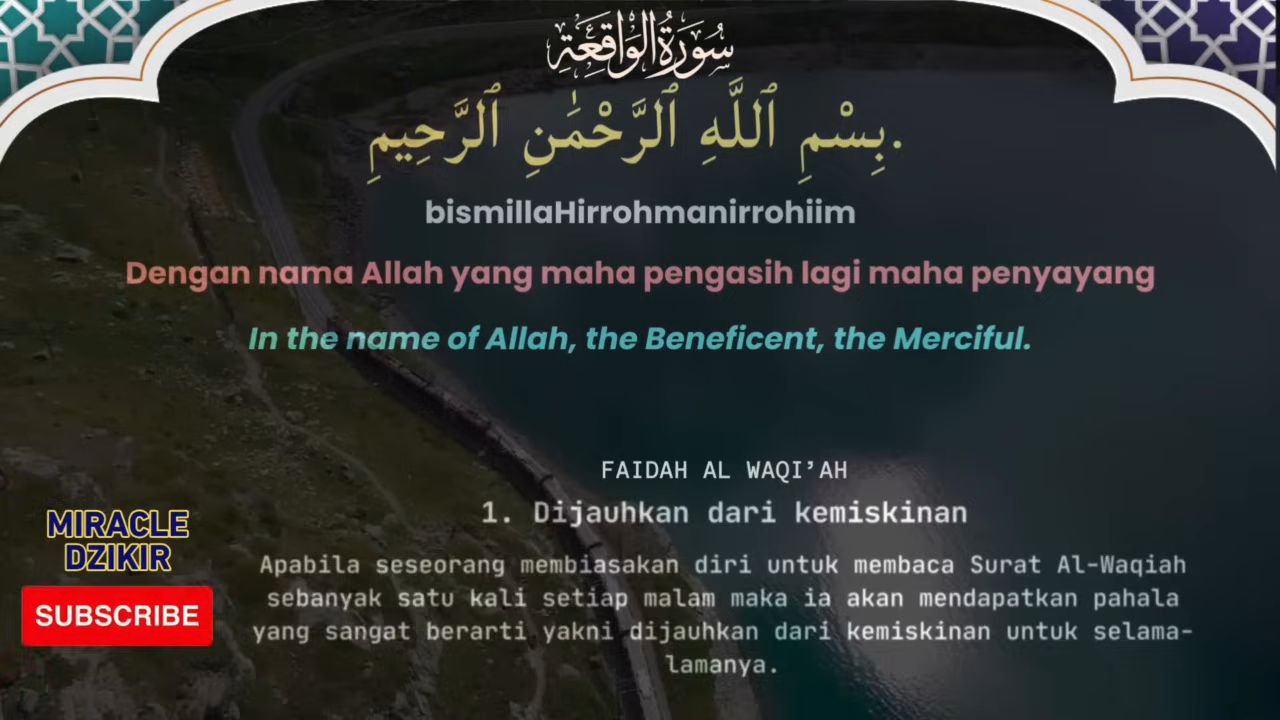 سُورَةُ الْوَاقِعَةِ
بِسْمِ ٱللَّهِ ٱلرَّحْمَٰنِ ٱلرَّحِيمِ.
bismillaHirrohmanirrohiim
Dengan nama Allah yang maha pengasih lagi maha penyayang
In the name of Allah, the Beneficent, the Merciful.
FAIDAH AL WAQI’AH
1. Dijauhkan dari kemiskinan
Apabila seseorang membiasakan diri untuk membaca Surat Al-Waqiah
sebanyak satu kali setiap malam maka ia akan mendapatkan pahala
yang sangat berarti yakni dijauhkan dari kemiskinan untuk selama-
lamanya.
MIRACLE
DZIKIR
SUBSCRIBE